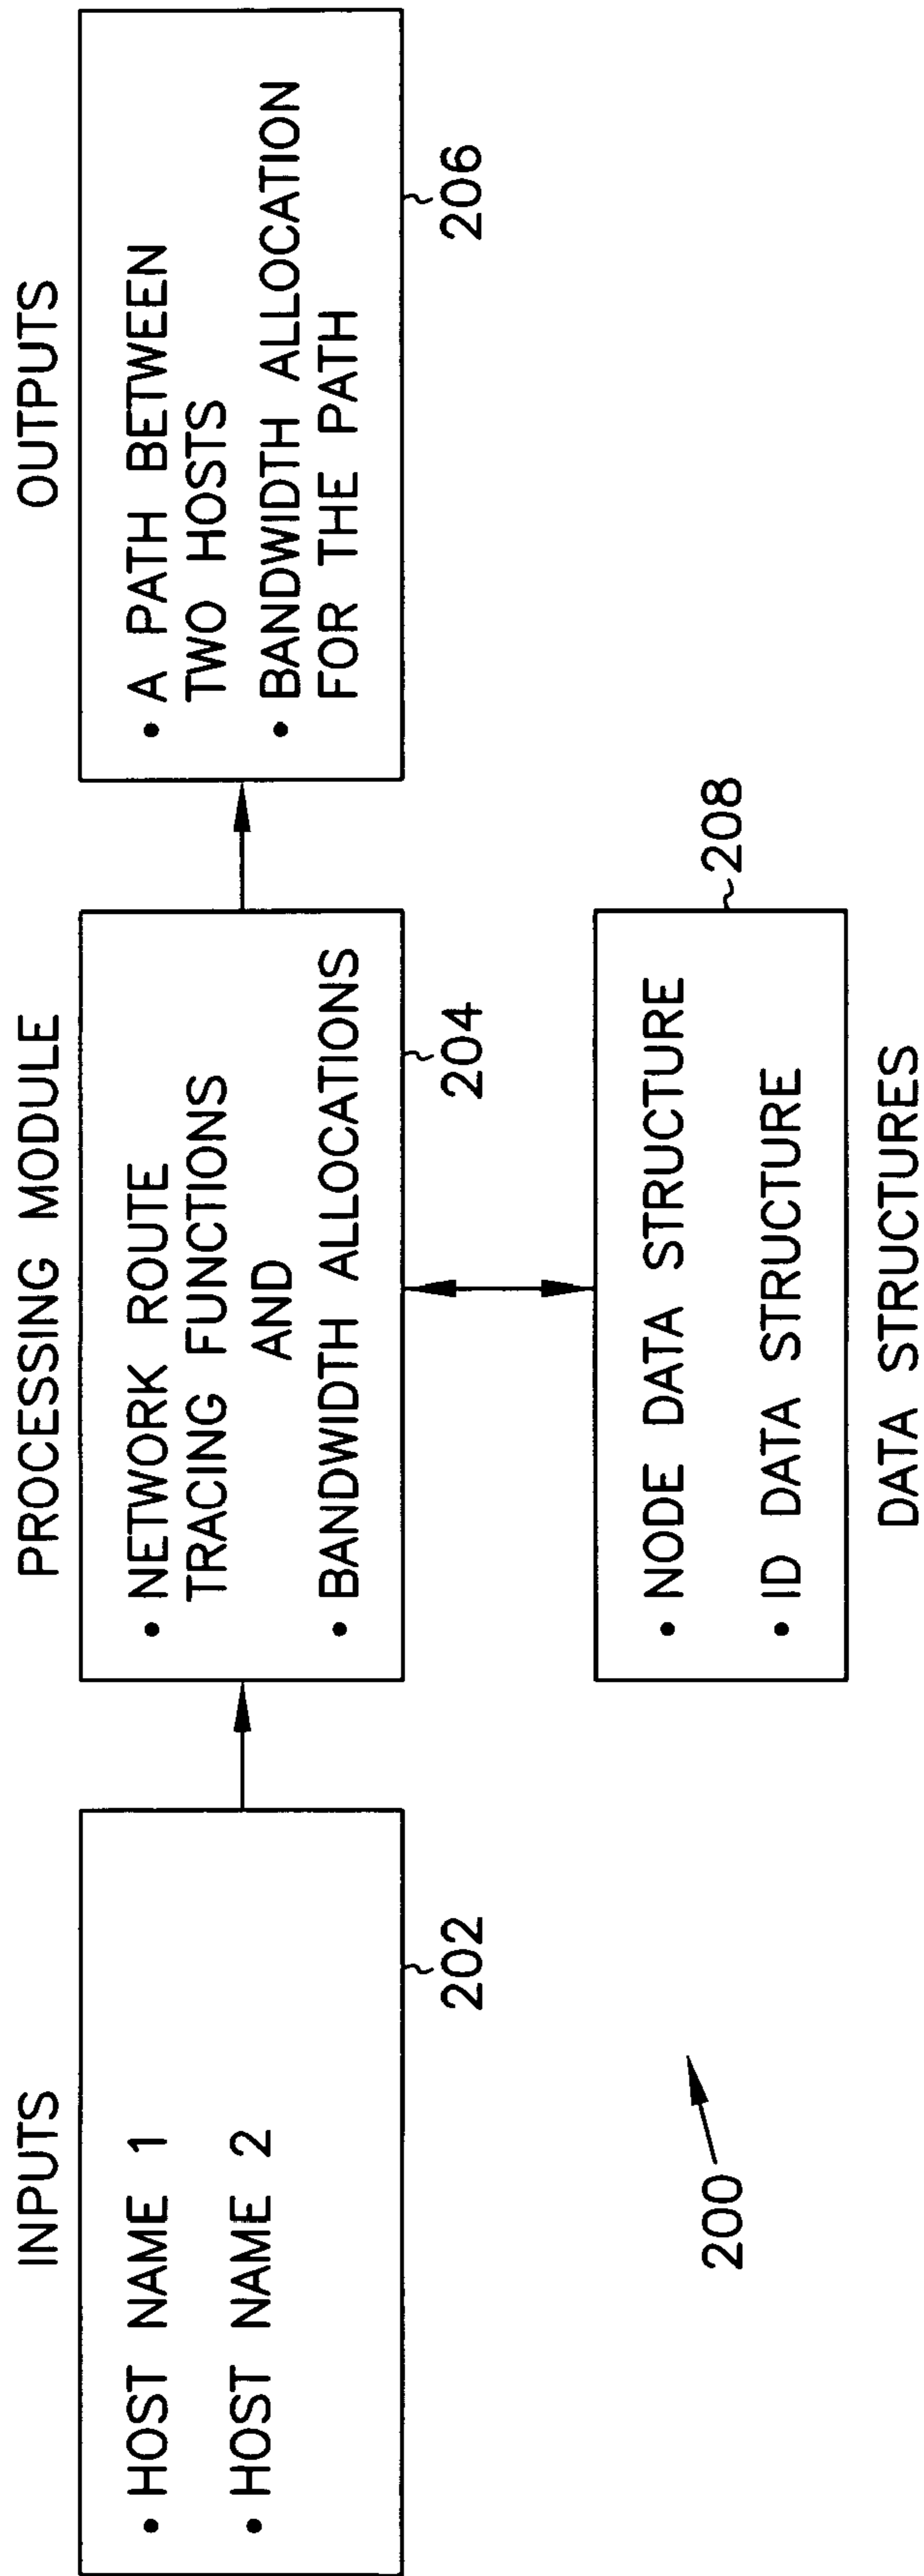 INPUTS
• HOST NAME 1
• HOST NAME 2
202
PROCESSING MODULE
• NETWORK ROUTE
TRACING FUNCTIONS
AND
• BANDWIDTH ALLOCATIONS
204
OUTPUTS
• A PATH BETWEEN
TWO HOSTS
• BANDWIDTH ALLOCATION
FOR THE PATH
206
• NODE DATA STRUCTURE
• ID DATA STRUCTURE
208
DATA STRUCTURES
200